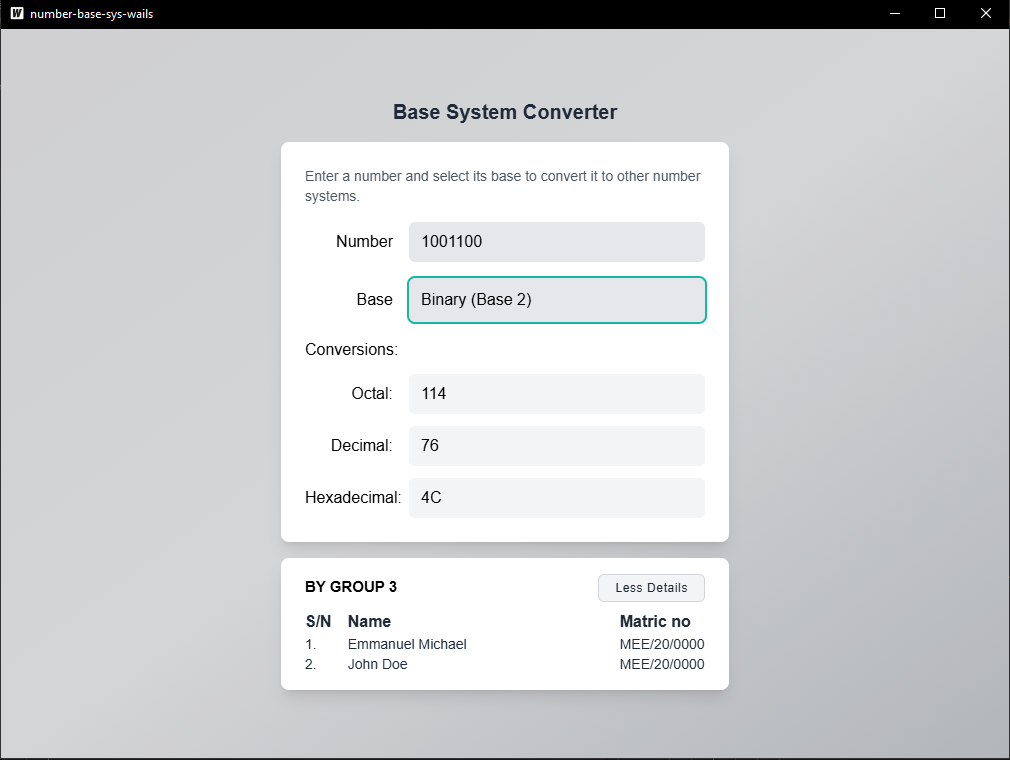 number-base-sys-wails
Base System Converter
Enter a number and select its base to convert it to other number
systems.
Number 1001100
Base Binary (Base 2)
Conversions:
Octal: 114
Decimal: 76
Hexadecimal: 4C
BY GROUP 3 Less Details
S/N Name Matric no
1. Emmanuel Michael MEE/20/0000
2. John Doe MEE/20/0000